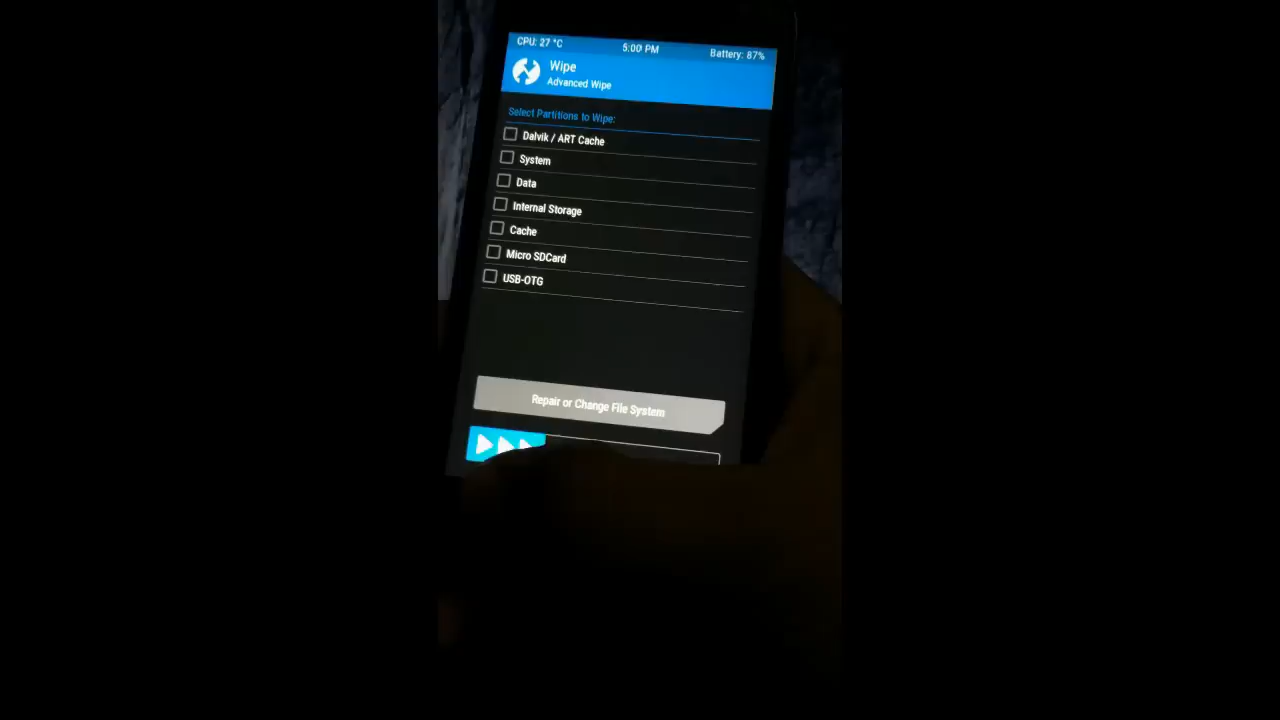 CPU: 27 °C 5:00 PM Battery: 87%
Wipe
Advanced Wipe
Select Partitions to Wipe:
Dalvik / ART Cache
System
Data
Internal Storage
Cache
Micro SDCard
USB-OTG
Repair or Change File System